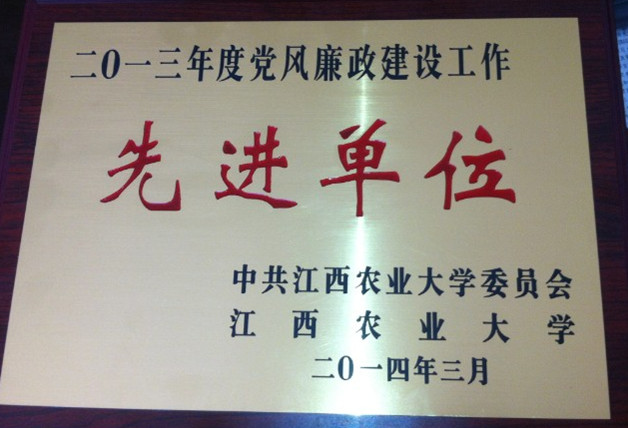 二〇一三年度党风廉政建设工作
先进单位
中共江西农业大学委员会
江西农业大学
二〇一四年三月